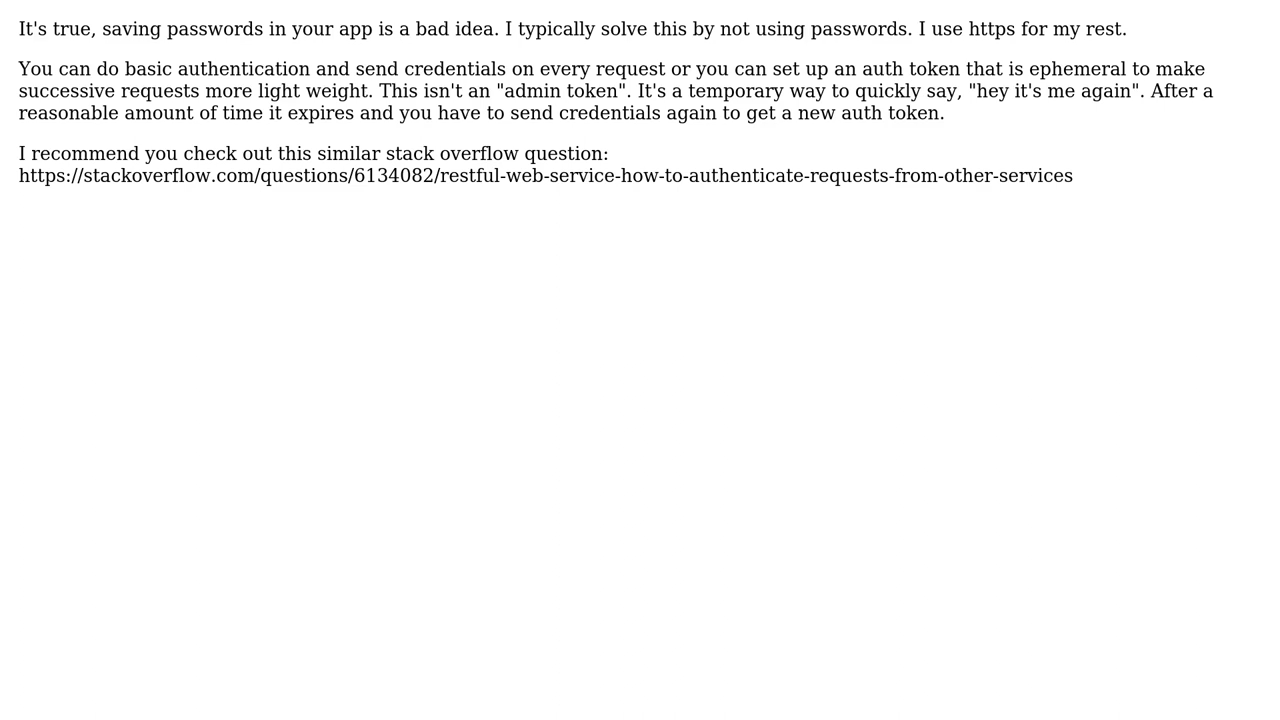 It's true, saving passwords in your app is a bad idea. I typically solve this by not using passwords. I use https for my rest.
You can do basic authentication and send credentials on every request or you can set up an auth token that is ephemeral to make
successive requests more light weight. This isn't an "admin token". It's a temporary way to quickly say, "hey it's me again". After a
reasonable amount of time it expires and you have to send credentials again to get a new auth token.
I recommend you check out this similar stack overflow question:
https://stackoverflow.com/questions/6134082/restful-web-service-how-to-authenticate-requests-from-other-services